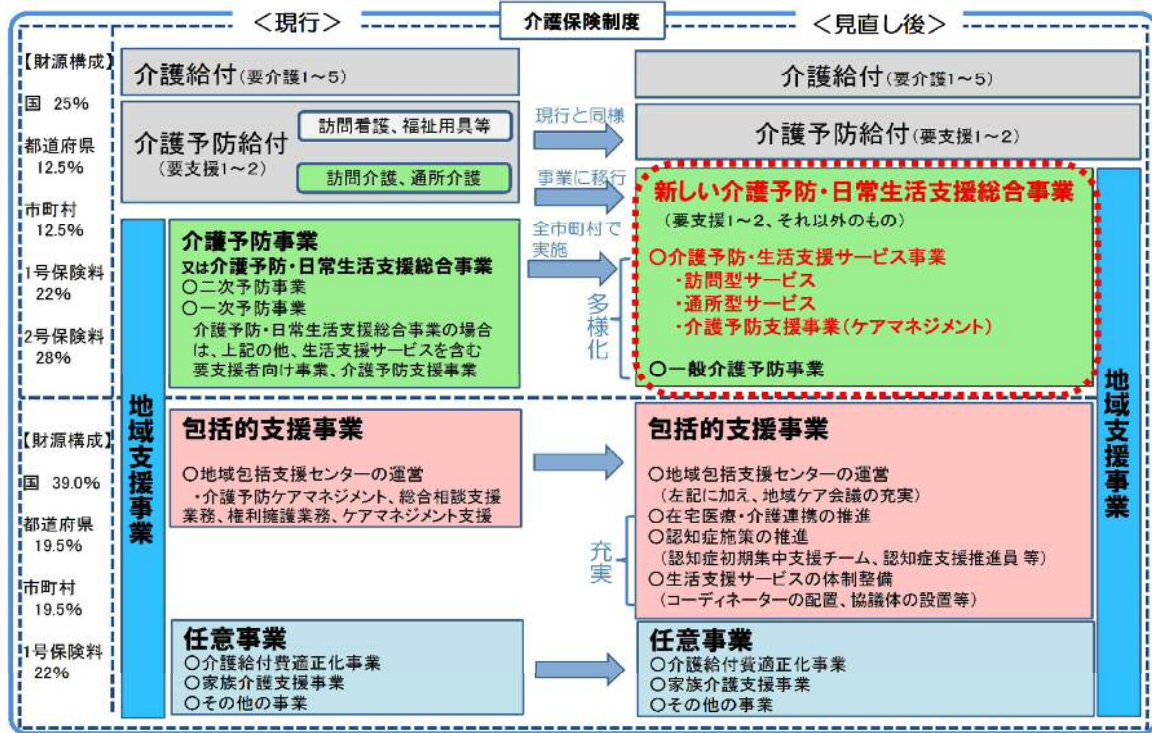 介護保険制度
＜現行＞
＜見直し後＞
【財源構成】
国 25%
都道府県
12.5%
市町村
12.5%
1号保険料
22%
2号保険料
28%
【財源構成】
国 39.0%
都道府県
19.5%
市町村
19.5%
1号保険料
22%
介護給付(要介護1～5)
介護予防給付
(要支援1～2)
訪問看護、福祉用具等
訪問介護、通所介護
介護予防事業
又は介護予防・日常生活支援総合事業
○二次予防事業
○一次予防事業
介護予防・日常生活支援総合事業の場合
は、上記の他、生活支援サービスを含む
要支援者向け事業、介護予防支援事業
地域支援事業
包括的支援事業
○地域包括支援センターの運営
・介護予防ケアマネジメント、総合相談支援
業務、権利擁護業務、ケアマネジメント支援
任意事業
○介護給付費適正化事業
○家族介護支援事業
○その他の事業
現行と同様
事業に移行
全市町村で
実施
多様化
充実
介護給付(要介護1～5)
介護予防給付(要支援1～2)
新しい介護予防・日常生活支援総合事業
(要支援1～2、それ以外のもの)
○介護予防・生活支援サービス事業
・訪問型サービス
・通所型サービス
・介護予防支援事業(ケアマネジメント)
○一般介護予防事業
包括的支援事業
○地域包括支援センターの運営
(左記に加え、地域ケア会議の充実)
○在宅医療・介護連携の推進
○認知症施策の推進
(認知症初期集中支援チーム、認知症支援推進員 等)
○生活支援サービスの体制整備
(コーディネーターの配置、協議体の設置等)
任意事業
○介護給付費適正化事業
○家族介護支援事業
○その他の事業
地域支援事業